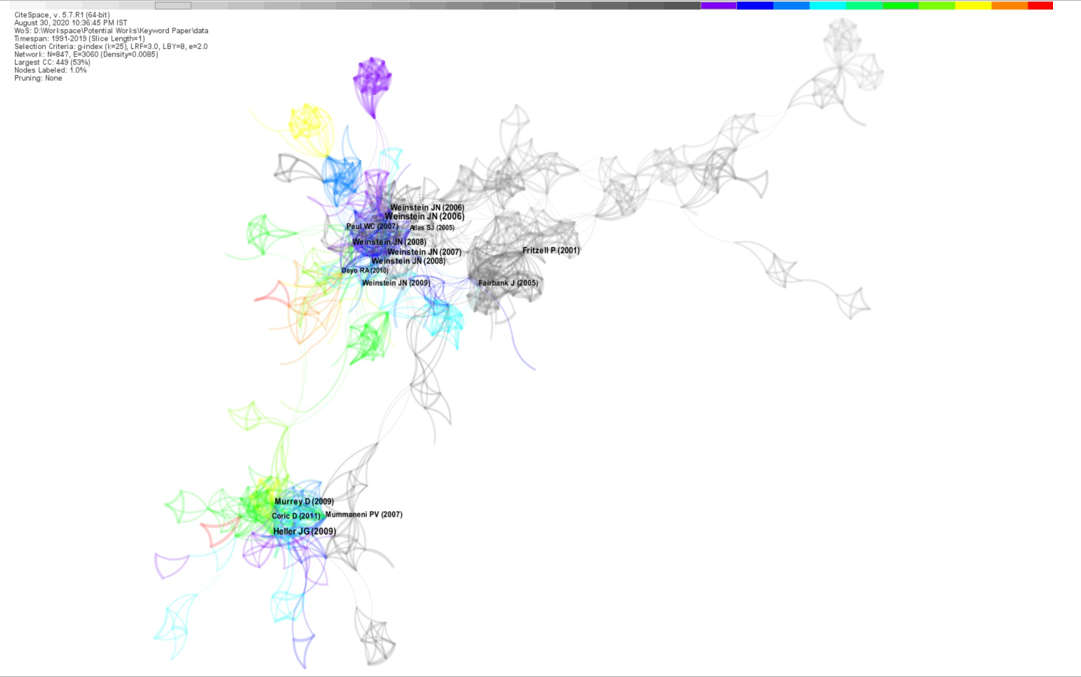 CiteSpace, v. 5.7.R1 (64-bit)
August 30, 2020 10:36:45 PM IST
WoS: D:\Workspace\Potential Works\Keyword Paper\data
Timespan: 1991-2019 (Slice Length=1)
Selection Criteria: g-index (k=25), LRF=3.0, LBY=8, e=2.0
Network: N=847, E=3060 (Density=0.0085)
Largest CC: 449 (53%)
Nodes Labeled: 1.0%
Pruning: None
Weinstein JN (2006)
Weinstein JN (2006)
Peul WC (2007)
Atlas SJ (2005)
Weinstein JN (2008)
Weinstein JN (2007)
Fritzell P (2001)
Weinstein JN (2008)
Deyo RA (2010)
Weinstein JN (2009)
Fairbank J (2005)
Murrey D (2009)
Coric D (2011)
Mummaneni PV (2007)
Heller JG (2009)